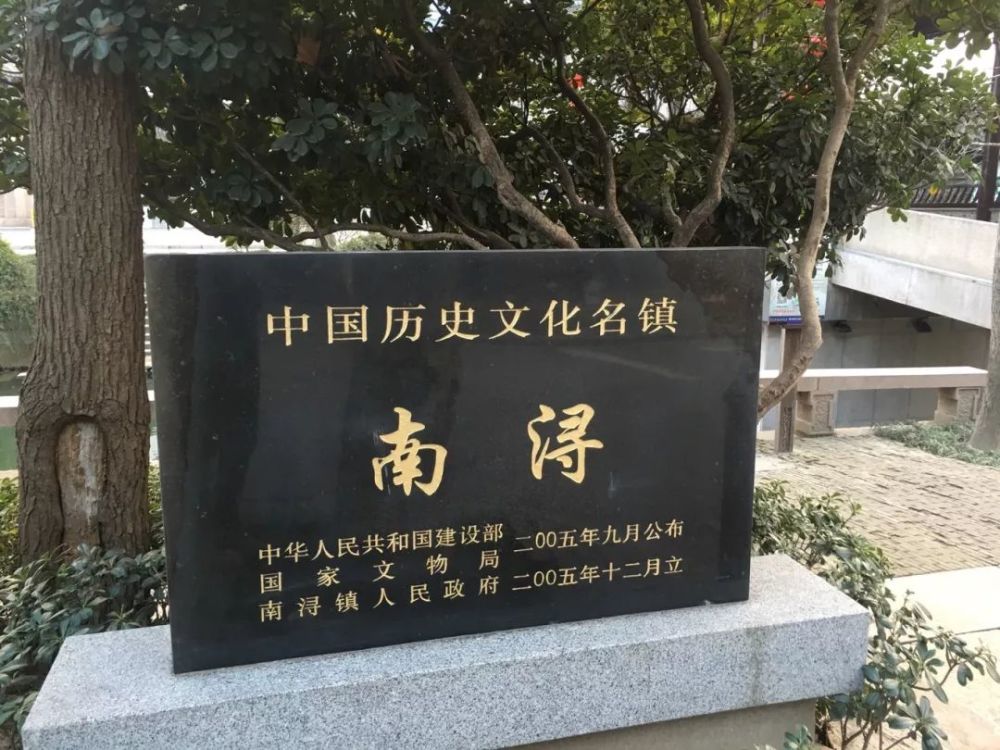 中国历史文化名镇
南浔
中华人民共和国建设部
国家文物局
二00五年九月公布
南浔镇人民政府 二00五年十二月立